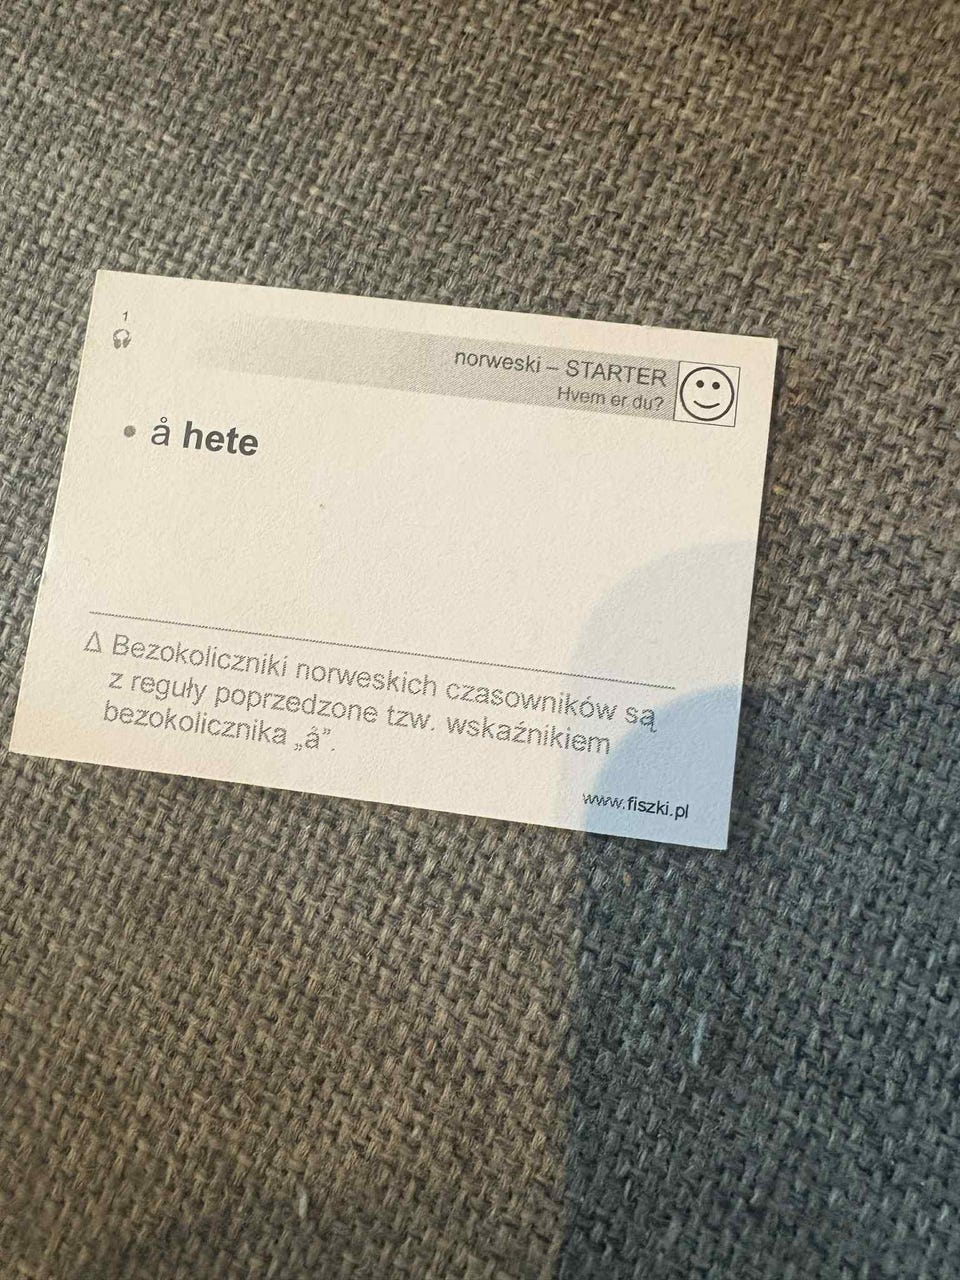 1
norweski – STARTER
Hvem er du?
• å hete
Δ Bezokoliczniki norweskich czasowników są
z reguły poprzedzone tzw. wskaźnikiem
bezokolicznika „å”.
www.fiszki.pl